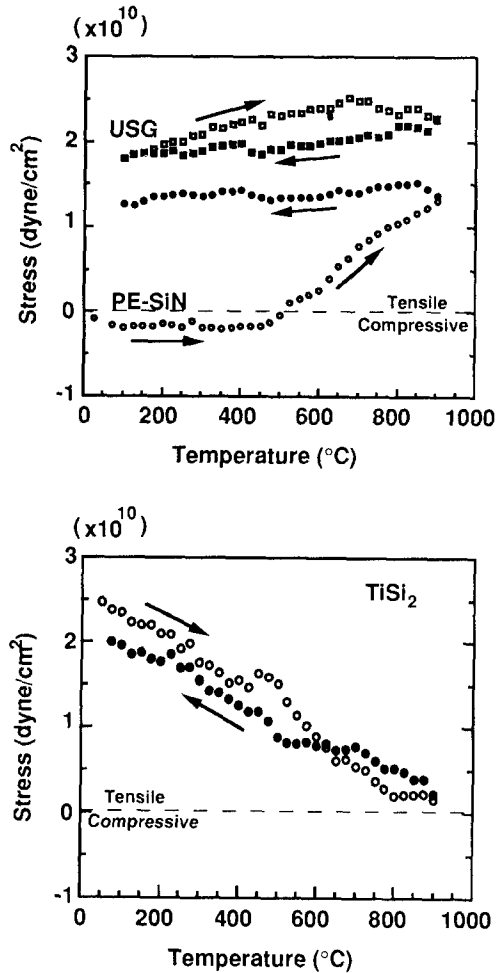 (x10¹⁰)
3
2
1
0
-1
Stress (dyne/cm²)
USG
PE-SiN
Tensile
Compressive
0 200 400 600 800 1000
Temperature (°C)
(x10¹⁰)
3
2
1
0
-1
Stress (dyne/cm²)
TiSi₂
Tensile
Compressive
0 200 400 600 800 1000
Temperature (°C)